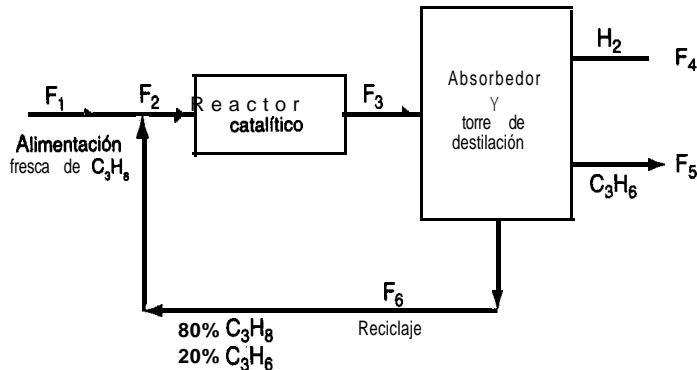 H₂
F₄
F₁
F₂
Reactor
catalítico
F₃
Absorbedor
Y
torre de
destilación
Alimentación
fresca de C₃H₈
F₅
C₃H₆
F₆
80% C₃H₈
20% C₃H₆
Reciclaje